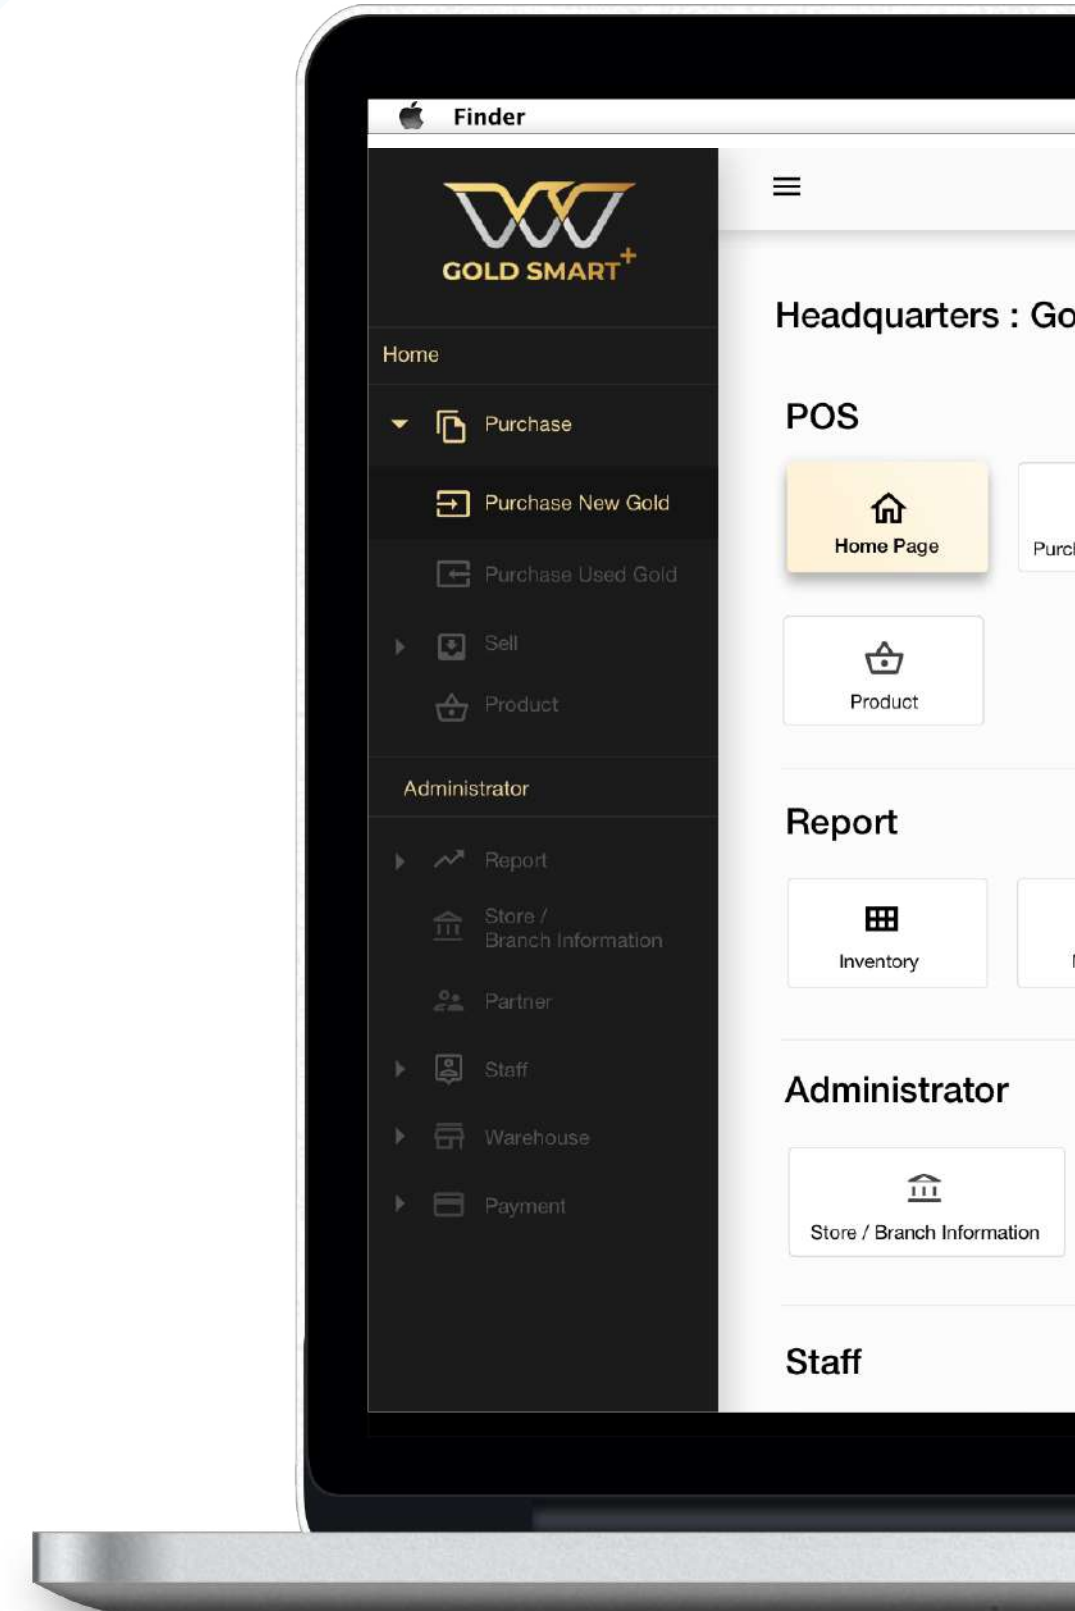 Finder
GOLD SMART+
Home
Purchase
Purchase New Gold
Purchase Used Gold
Sell
Product
Administrator
Report
Store /
Branch Information
Partner
Staff
Warehouse
Payment
Headquarters : Go
POS
Home Page
Purch
Product
Report
Inventory
Administrator
Store / Branch Information
Staff